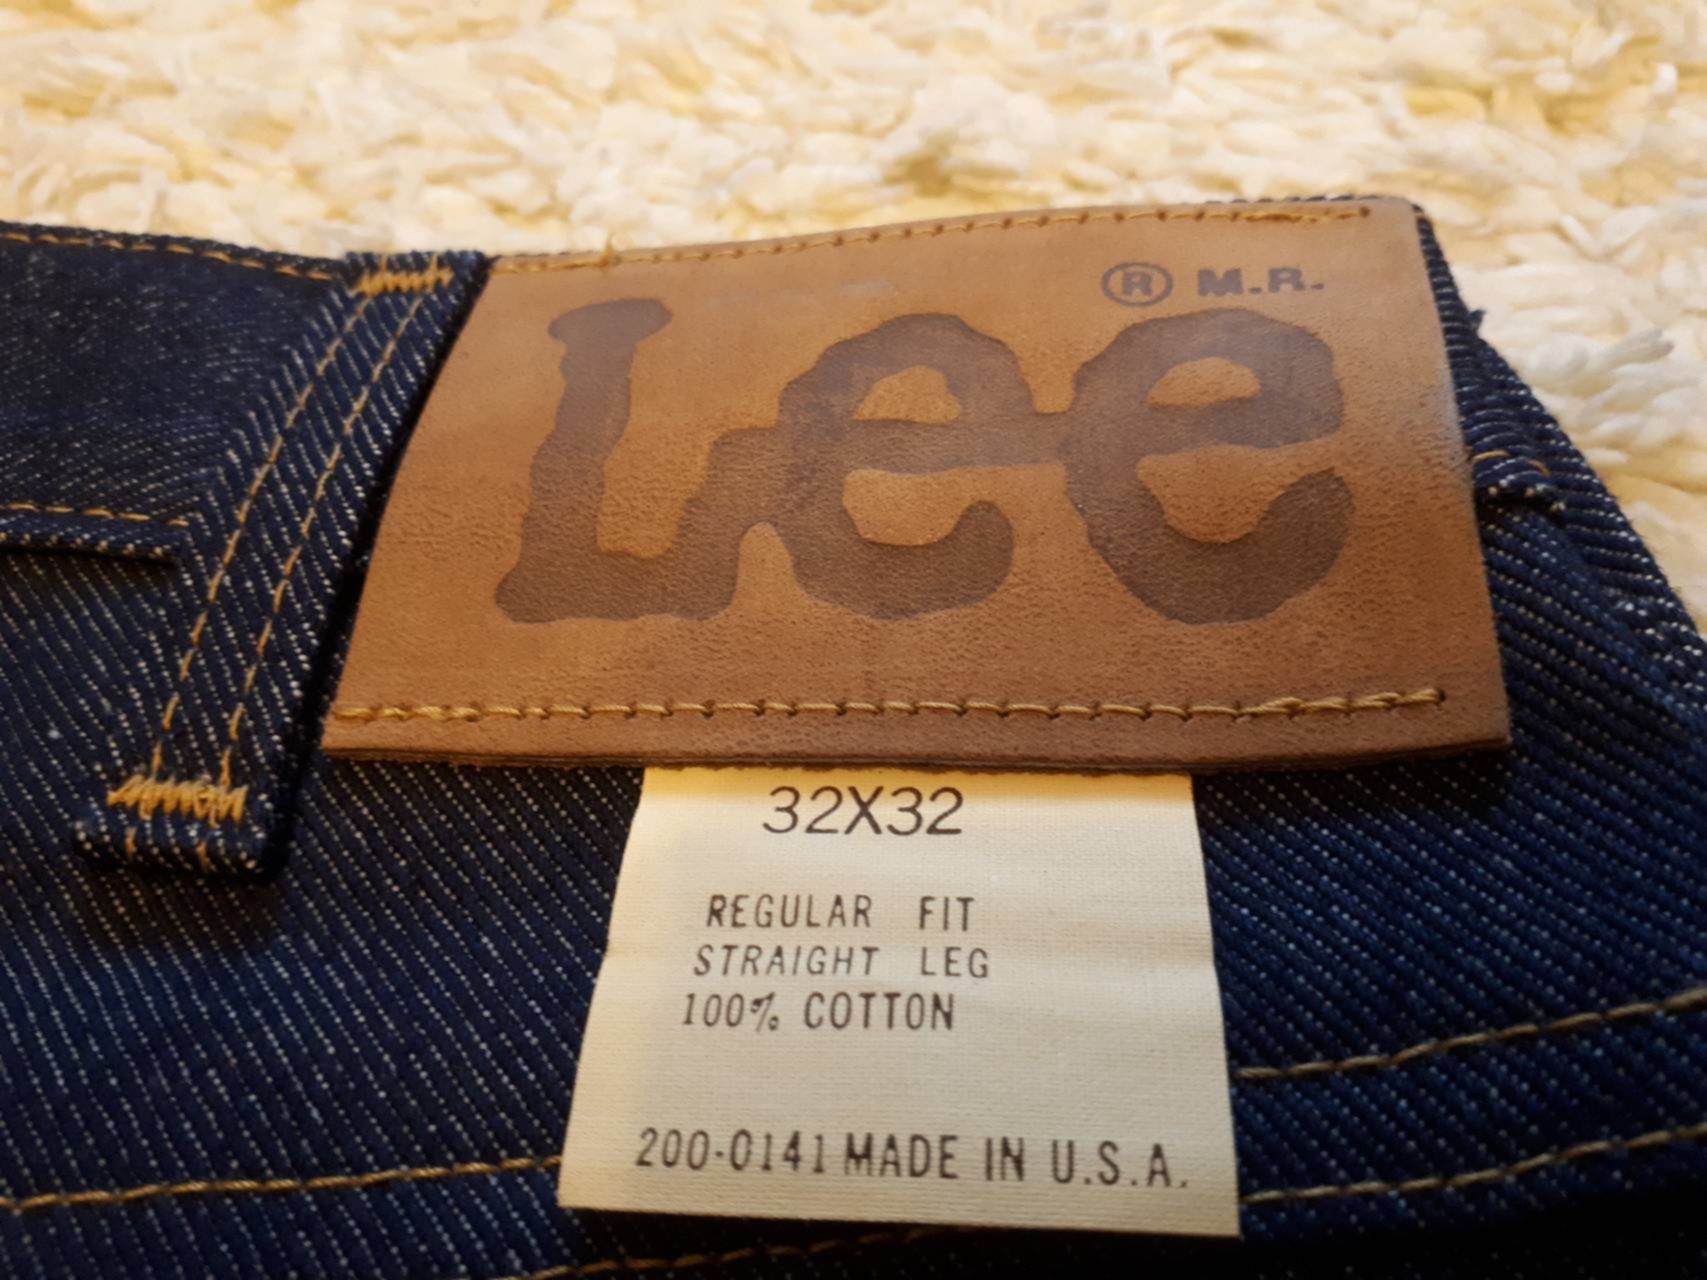 ® M.R.
Lee
32X32
REGULAR FIT
STRAIGHT LEG
100% COTTON
200-0141 MADE IN U.S.A.